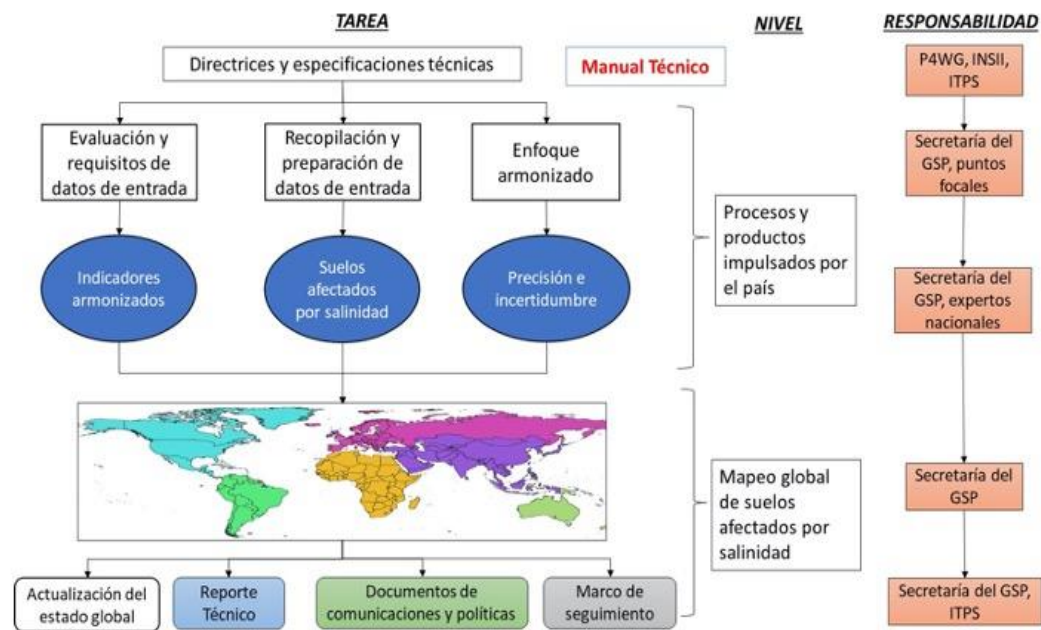 TAREA
NIVEL
RESPONSABILIDAD
Directrices y especificaciones técnicas
Manual Técnico
P4WG, INSII,
ITPS
Evaluación y
requisitos de
datos de entrada
Recopilación y
preparación de
datos de entrada
Enfoque
armonizado
Secretaría del
GSP, puntos
focales
Indicadores
armonizados
Suelos
afectados
por salinidad
Precisión e
incertidumbre
Procesos y
productos
impulsados por
el país
Secretaría del
GSP, expertos
nacionales
Mapeo global
de suelos
afectados por
salinidad
Secretaría del
GSP
Actualización del
estado global
Reporte
Técnico
Documentos de
comunicaciones y políticas
Marco de
seguimiento
Secretaría del GSP,
ITPS